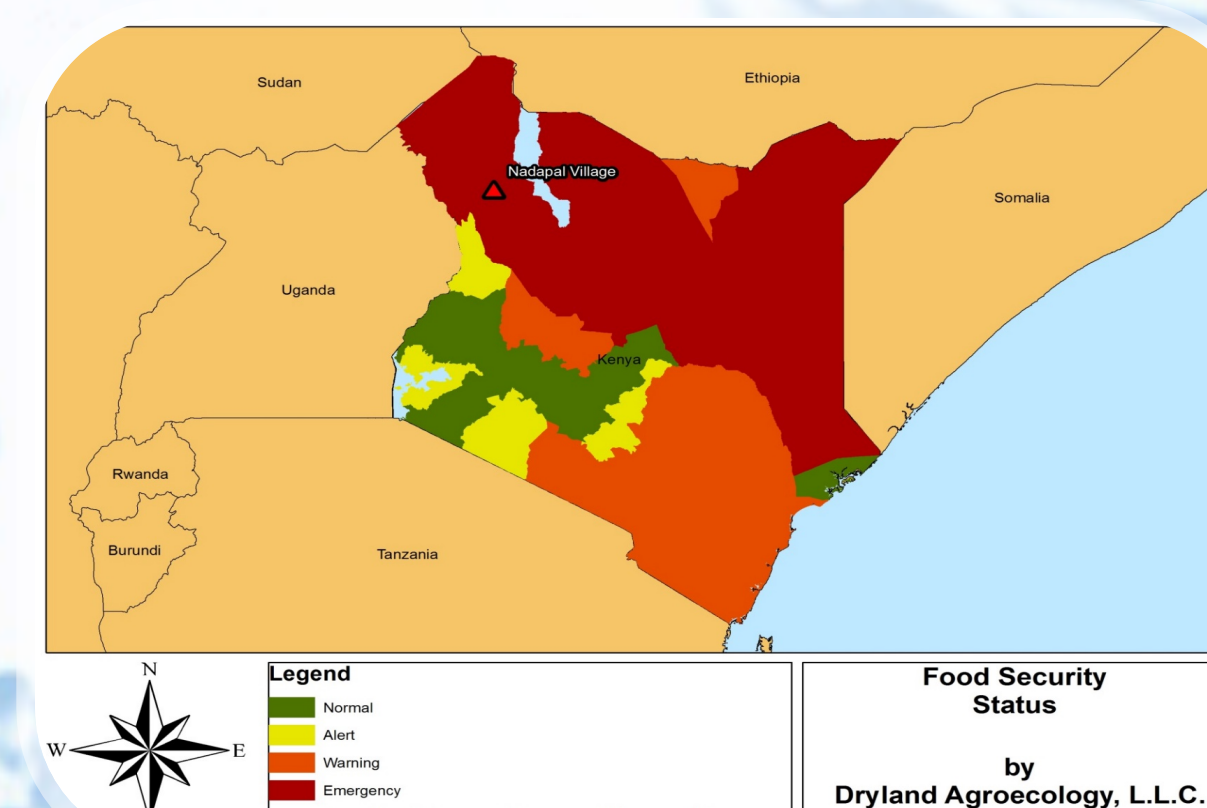 Sudan
Ethiopia
Nadapal Village
Somalia
Uganda
Kenya
Rwanda
Burundi
Tanzania
N
W
E
Legend
Normal
Alert
Warning
Emergency
Food Security
Status
by
Dryland Agroecology, L.L.C.